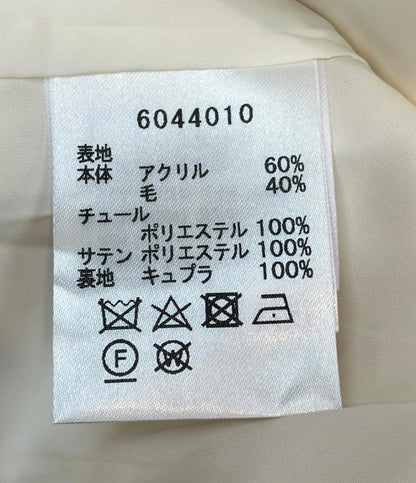 6044010
表地
本体 アクリル 60%
毛 40%
チュール
ポリエステル 100%
サテン ポリエステル 100%
裏地 キュプラ 100%
F W